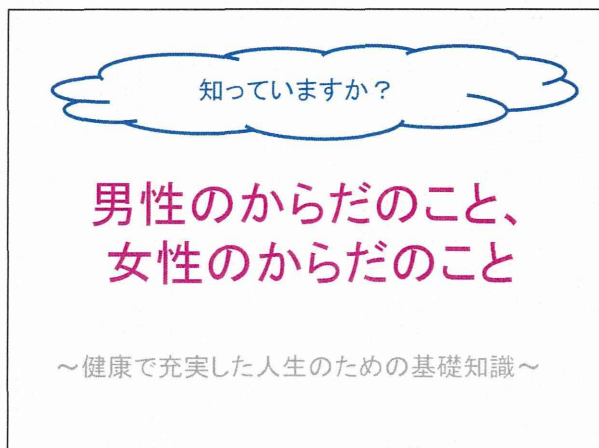 知っていますか？
男性のからだのこと、
女性のからだのこと
～健康で充実した人生のための基礎知識～